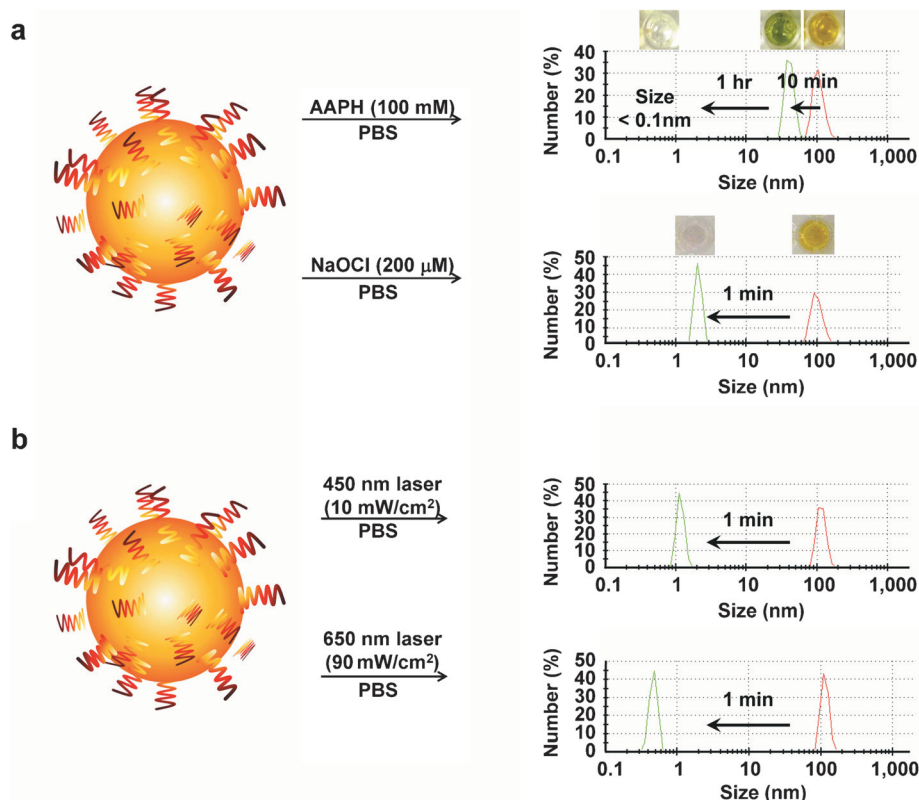 a
AAPH (100 mM)
PBS
NaOCl (200 μM)
PBS
Number (%)
40
30
20
10
0
1 hr
10 min
Size
< 0.1nm
0.1
1
10
100
1,000
Size (nm)
Number (%)
50
40
30
20
10
0
1 min
0.1
1
10
100
1,000
Size (nm)
b
450 nm laser
(10 mW/cm²)
PBS
650 nm laser
(90 mW/cm²)
PBS
Number (%)
50
40
30
20
10
0
1 min
0.1
1
10
100
1,000
Size (nm)
Number (%)
50
40
30
20
10
0
1 min
0.1
1
10
100
1,000
Size (nm)